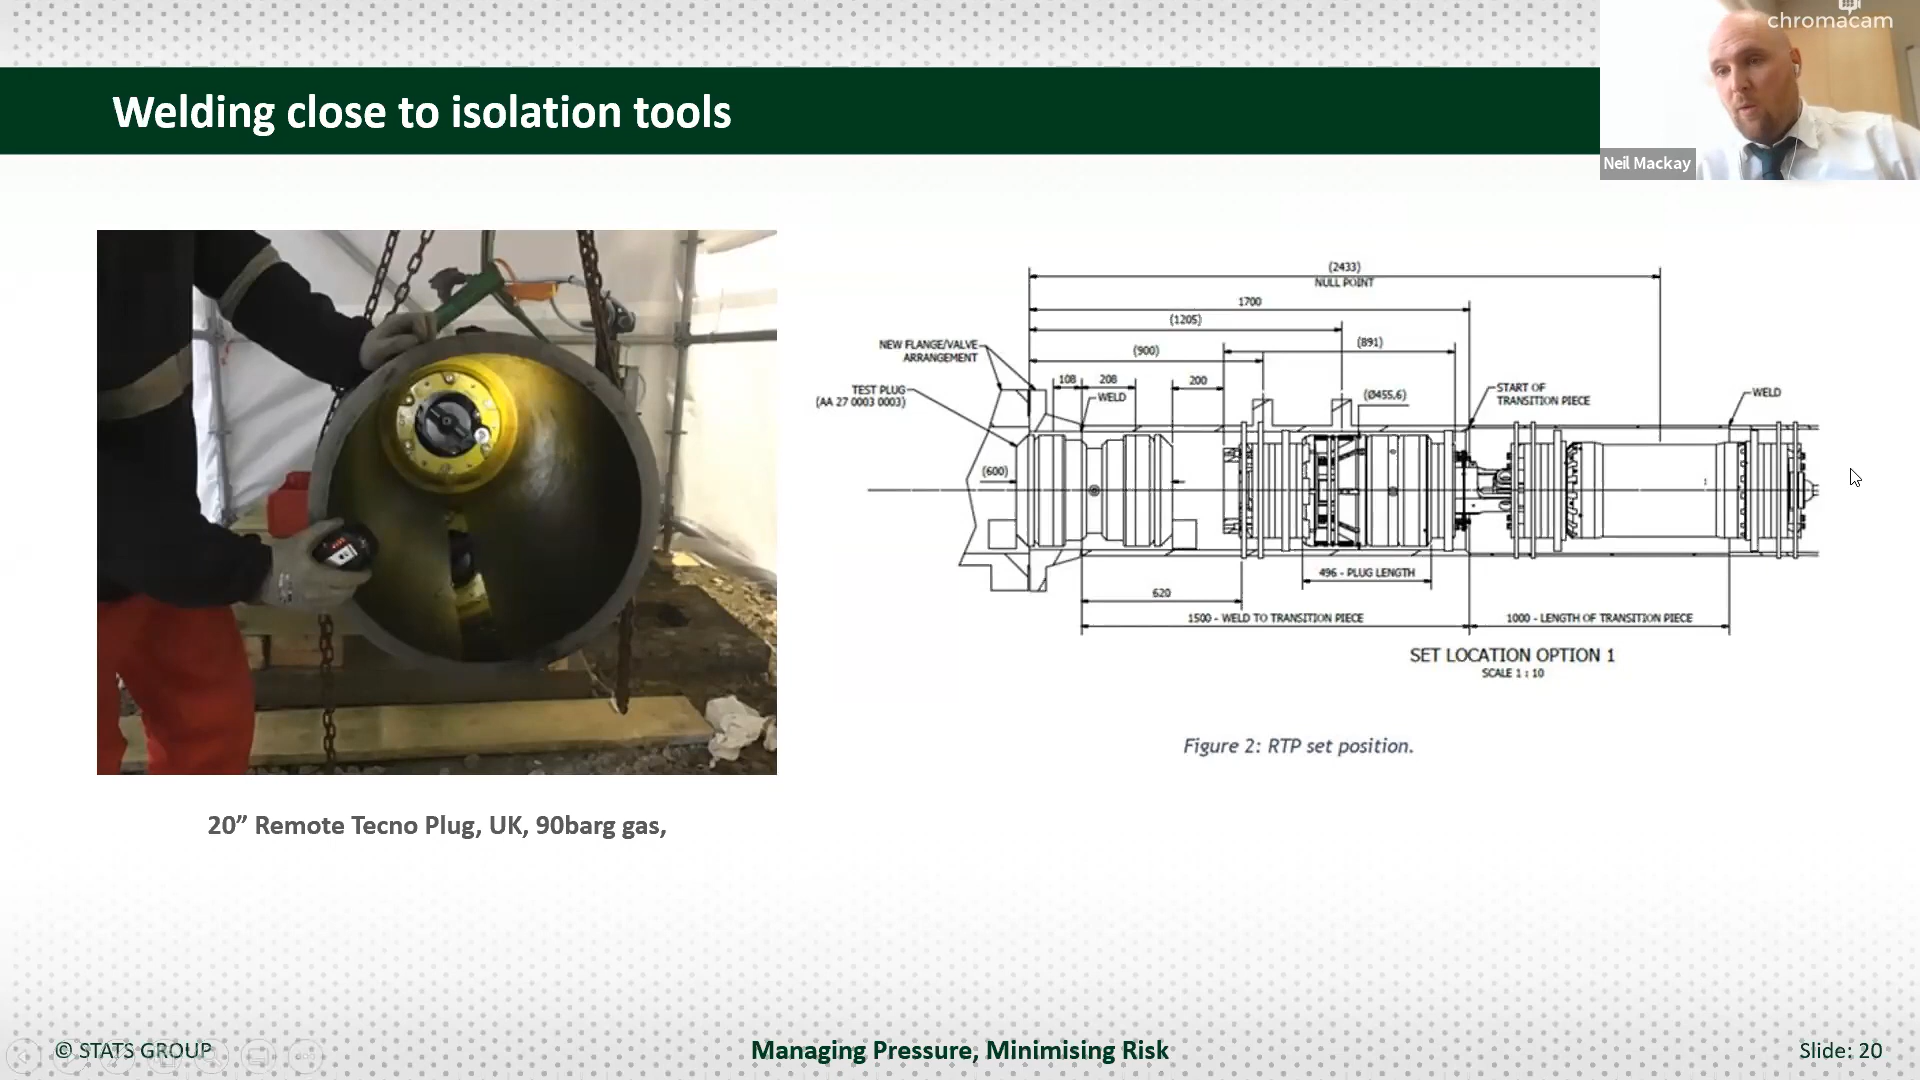 chromacam
Welding close to isolation tools
Neil Mackay
(2433)
NULL POINT
1700
(1205)
NEW FLANGE/VALVE
ARRANGEMENT
(900)
(891)
TEST PLUG
(AA 27 0003 0003)
108
208
WELD
200
(Ø455,6)
START OF
TRANSITION PIECE
WELD
(600)
496 - PLUG LENGTH
620
1500 - WELD TO TRANSITION PIECE
1000 - LENGTH OF TRANSITION PIECE
SET LOCATION OPTION 1
SCALE 1 : 10
Figure 2: RTP set position.
20” Remote Tecno Plug, UK, 90barg gas,
© STATS GROUP
Managing Pressure, Minimising Risk
Slide: 20